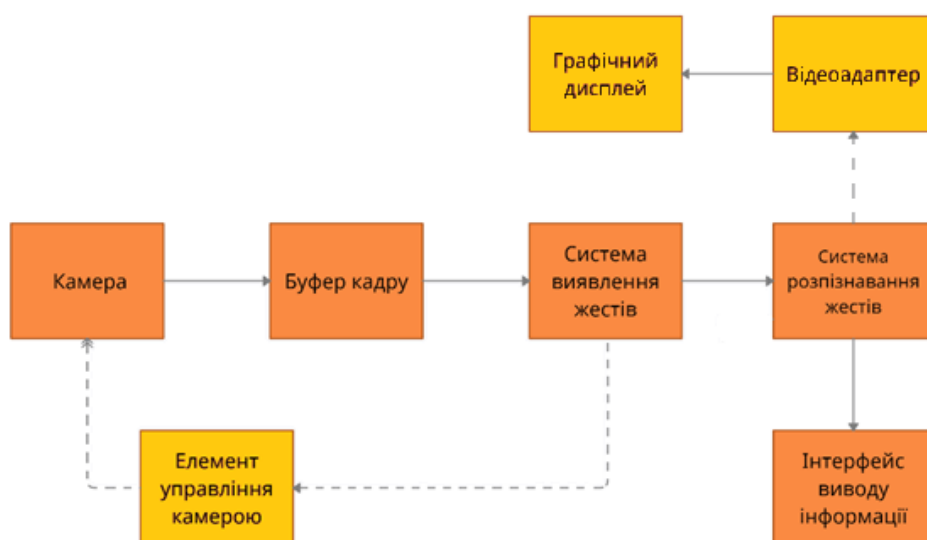 Графічний
дисплей
Відеоадаптер
Камера
Буфер кадру
Система
виявлення
жестів
Система
розпізнавання
жестів
Елемент
управління
камерою
Інтерфейс
виводу
інформації